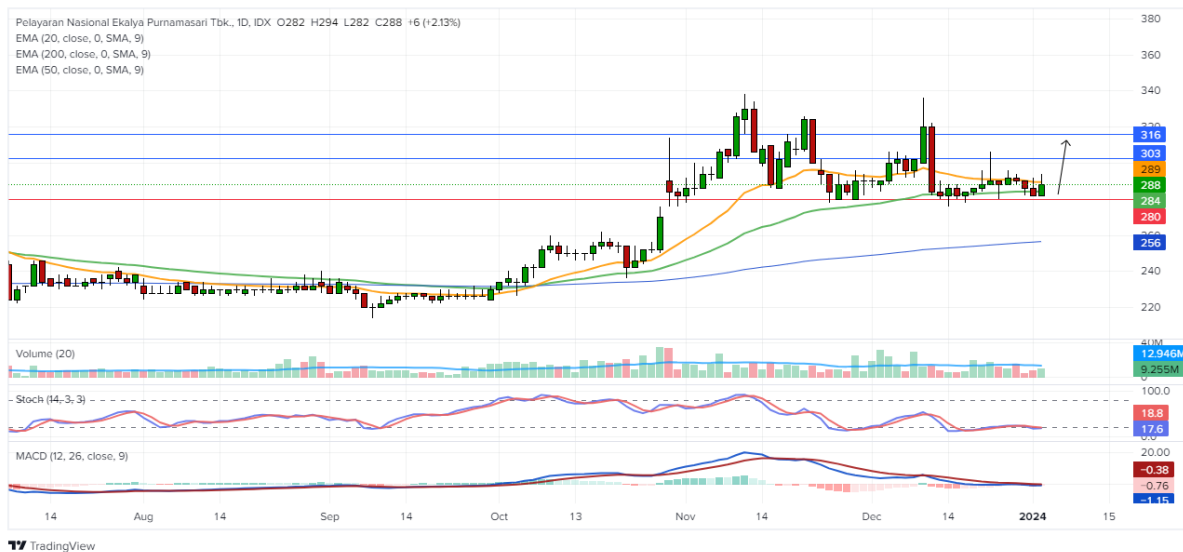 Pelayaran Nasional Ekalya Purnamasari Tbk., 1D, IDX O282 H294 L282 C288 +6 (+2.13%)
EMA (20, close, 0, SMA, 9)
EMA (200, close, 0, SMA, 9)
EMA (50, close, 0, SMA, 9)
380
360
340
320
316
303
289
288
284
280
260
256
240
220
Volume (20)
40M
12.946M
9.255M
0
Stoch (14, 3, 3)
100.0
18.8
17.6
0.0
MACD (12, 26, close, 9)
20.00
−0.38
−0.76
−1.15
14 Aug 14 Sep 14 Oct 13 Nov 14 Dec 14 2024 15
TradingView